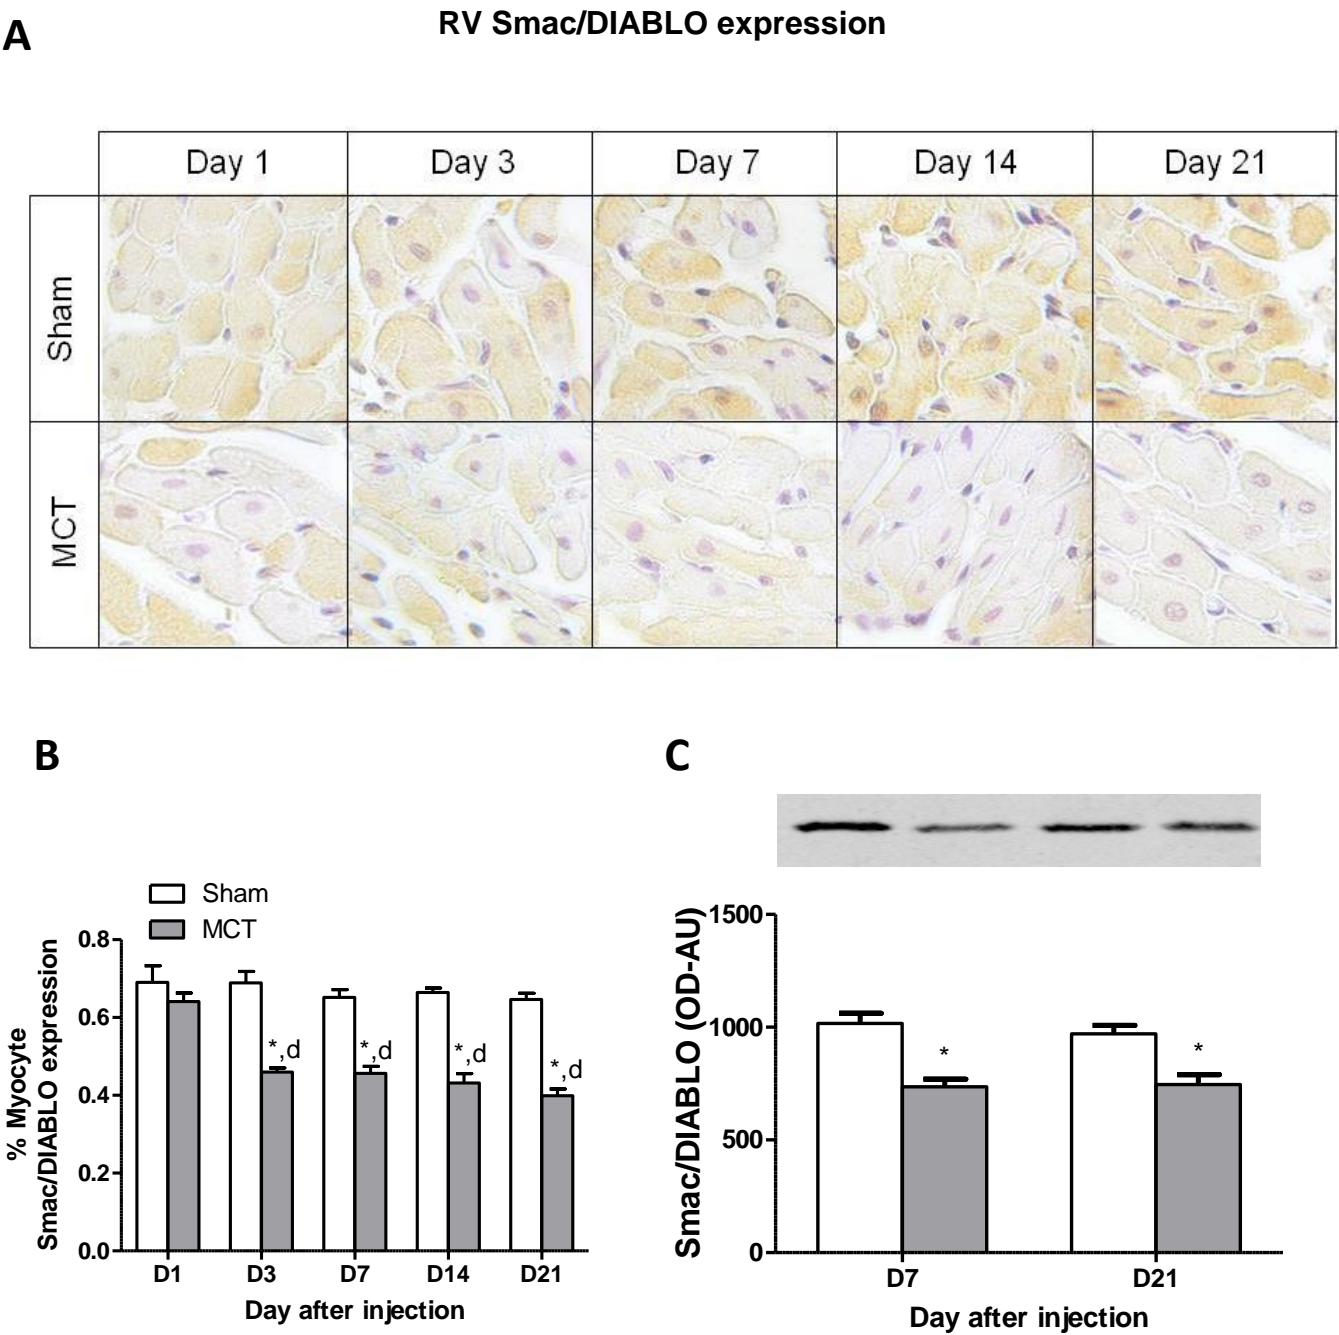 RV Smac/DIABLO expression
A
Day 1 Day 3 Day 7 Day 14 Day 21
Sham
MCT
B
Sham
MCT
% Myocyte
Smac/DIABLO expression
0.8
0.6
0.4
0.2
0.0
*,d *,d *,d *,d
D1 D3 D7 D14 D21
Day after injection
C
Smac/DIABLO (OD-AU)
1500
1000
500
0
* *
D7 D21
Day after injection